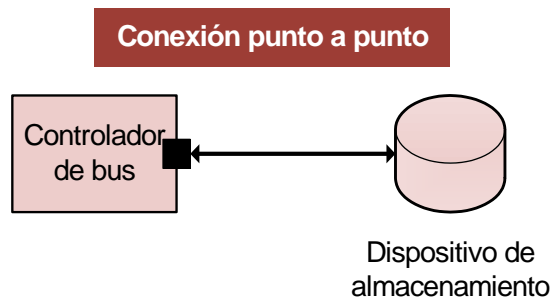 Conexión punto a punto
Controlador
de bus
Dispositivo de
almacenamiento